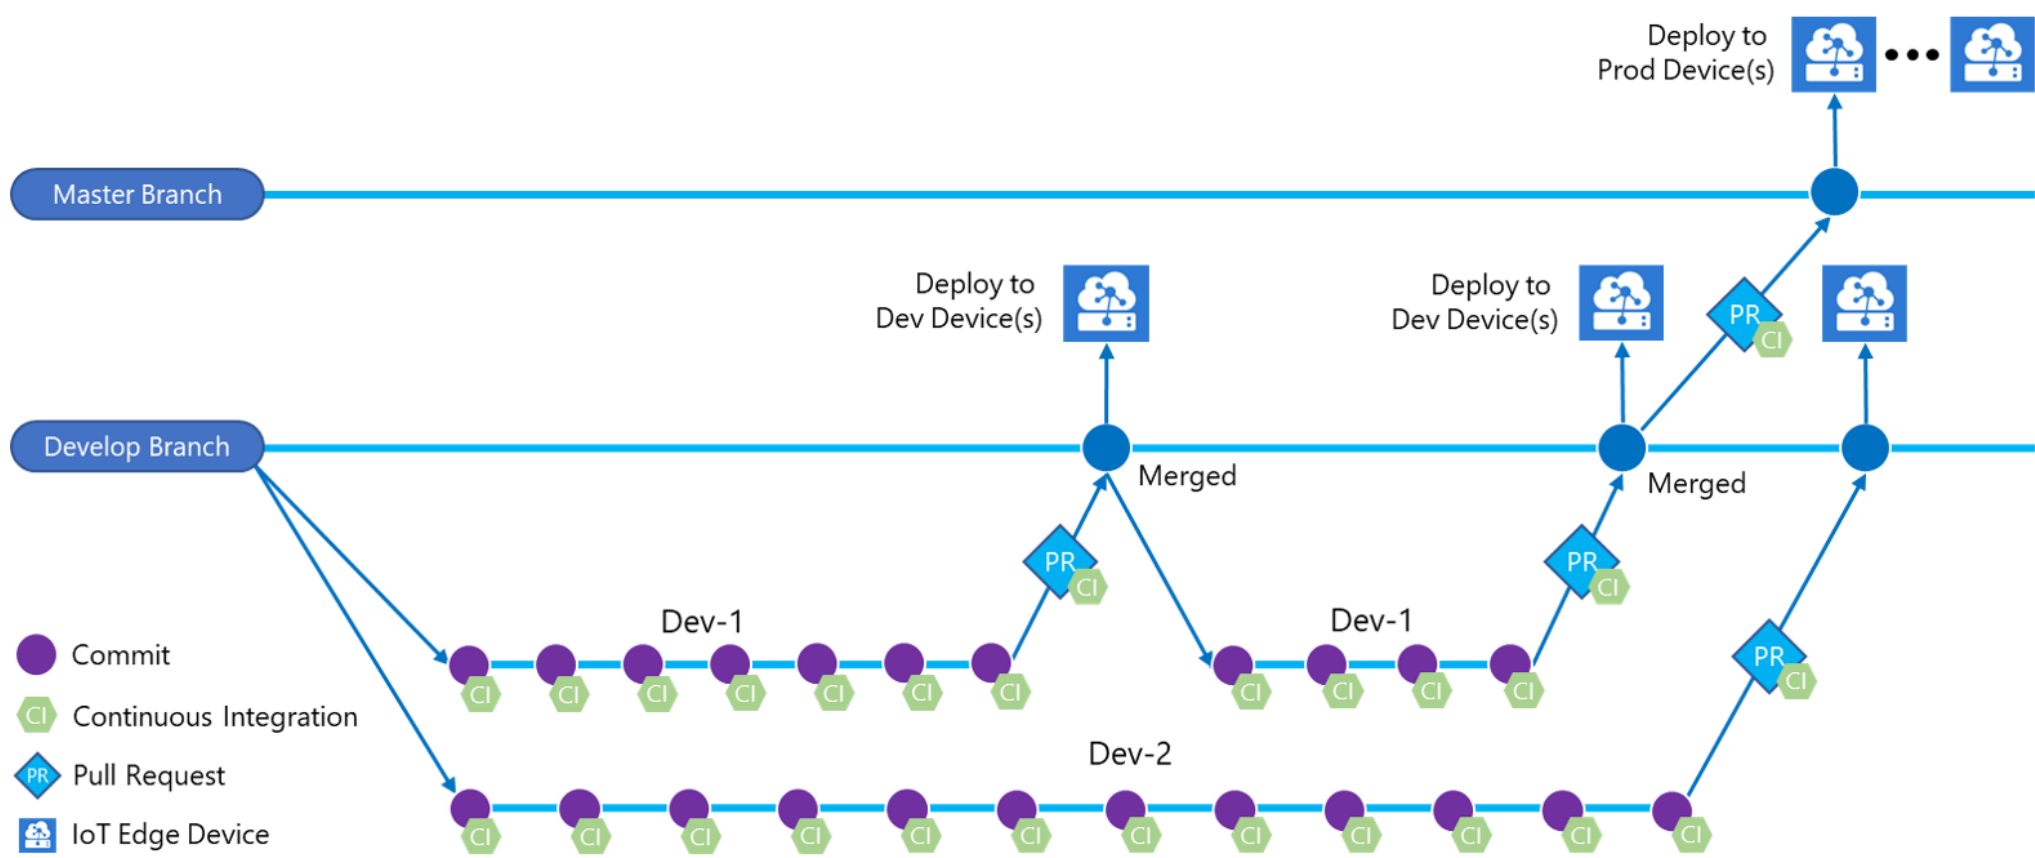 Deploy to
Prod Device(s)
Master Branch
Deploy to
Dev Device(s)
Deploy to
Dev Device(s)
PR
CI
Develop Branch
Merged
Merged
PR
CI
PR
CI
Dev-1
Dev-1
PR
CI
CI
CI
CI
CI
CI
CI
CI
CI
CI
CI
CI
Dev-2
CI
CI
CI
CI
CI
CI
CI
CI
CI
CI
CI
CI
Commit
CI Continuous Integration
PR Pull Request
IoT Edge Device